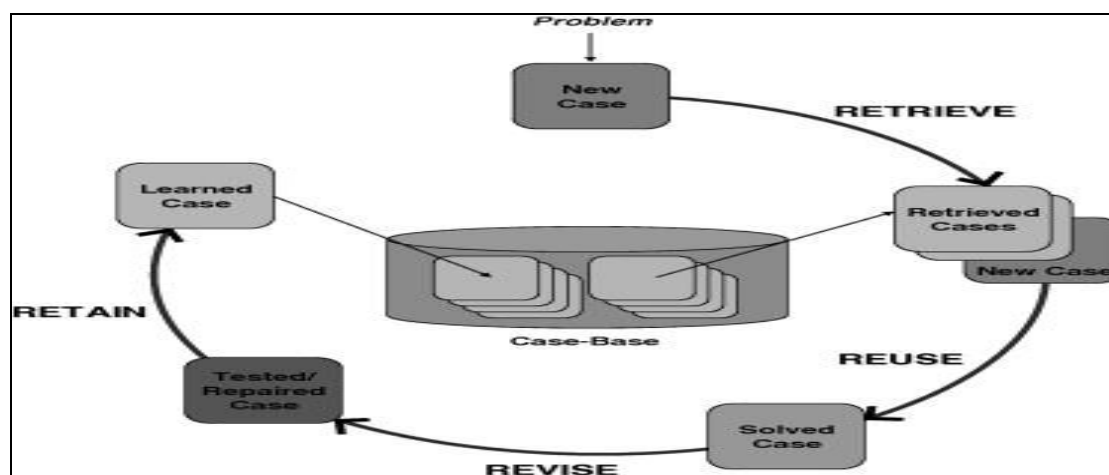 Problem
New
Case
RETRIEVE
Learned
Case
Retrieved
Cases
New Case
RETAIN
Case-Base
REUSE
Tested/
Repaired
Case
Solved
Case
REVISE